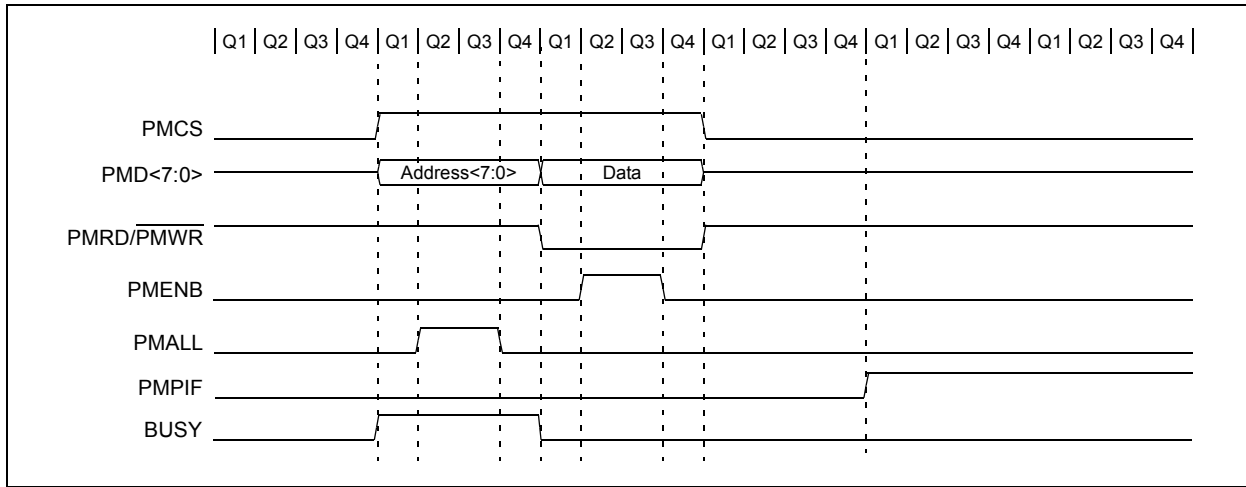 Q1 Q2 Q3 Q4 Q1 Q2 Q3 Q4 Q1 Q2 Q3 Q4 Q1 Q2 Q3 Q4 Q1 Q2 Q3 Q4 Q1 Q2 Q3 Q4
PMCS
PMD<7:0> Address<7:0> Data
PMRD/PMWR
PMENB
PMALL
PMPIF
BUSY